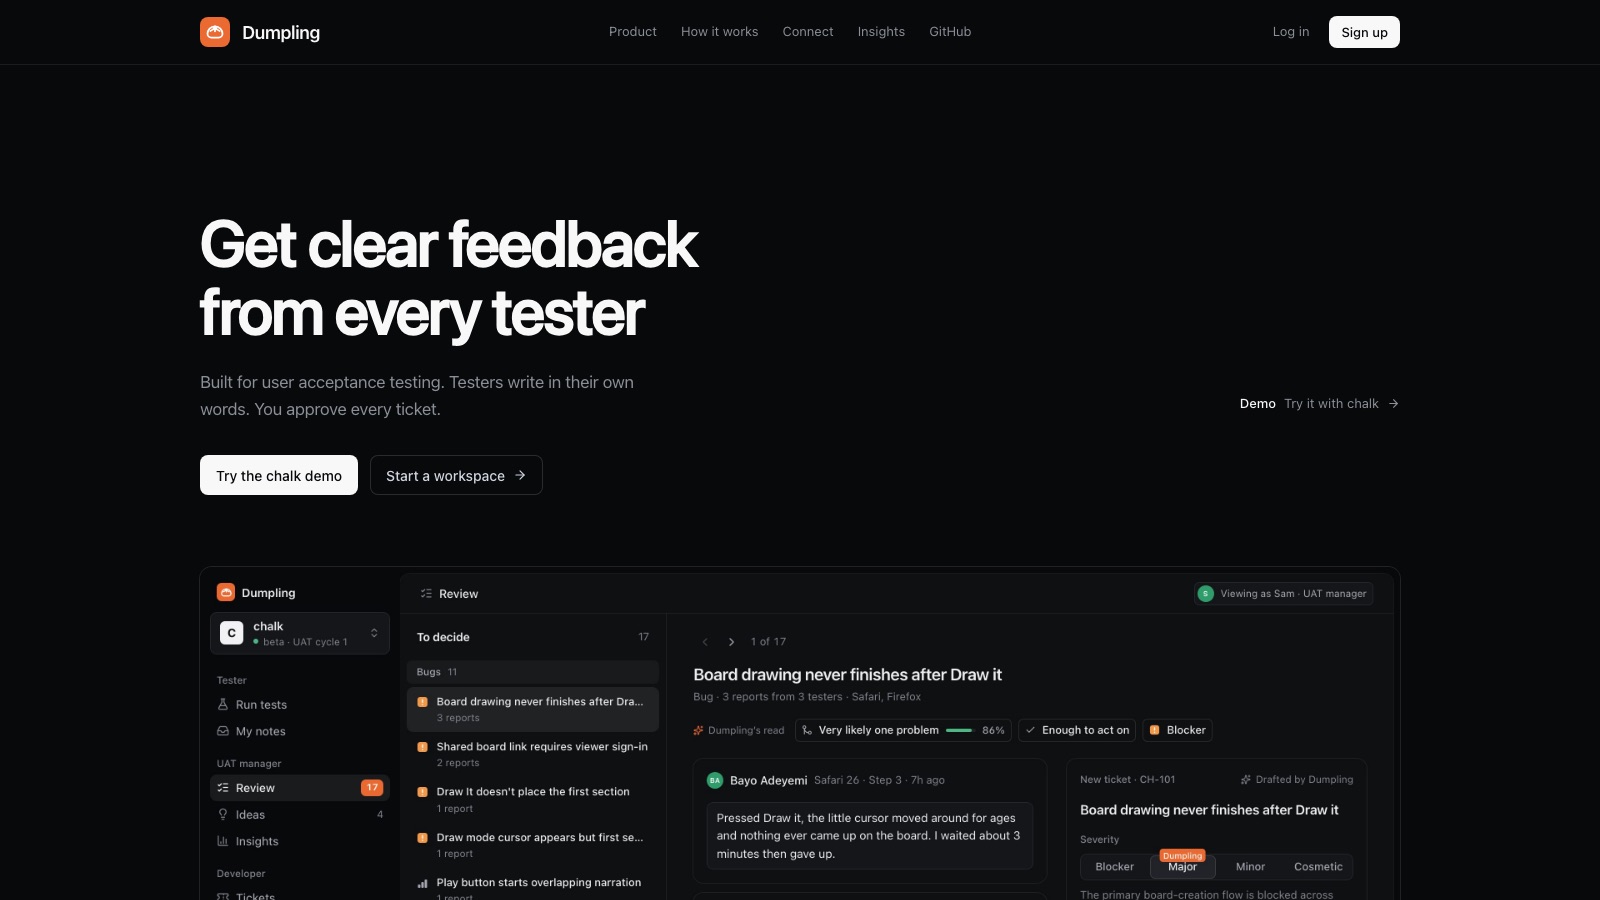 Dumpling
Product How it works Connect Insights GitHub
Log in Sign up
Get clear feedback
from every tester
Built for user acceptance testing. Testers write in their own
words. You approve every ticket.
Demo Try it with chalk →
Try the chalk demo
Start a workspace →
Dumpling
C chalk
beta · UAT cycle 1
Tester
Run tests
My notes
UAT manager
Review 17
Ideas 4
Insights
Developer
Tickets
Review
Viewing as Sam · UAT manager
S
To decide 17
Bugs 11
Board drawing never finishes after Dra...
3 reports
Shared board link requires viewer sign-in
2 reports
Draw It doesn't place the first section
1 report
Draw mode cursor appears but first se...
1 report
Play button starts overlapping narration
1 report
1 of 17
Board drawing never finishes after Draw it
Bug · 3 reports from 3 testers · Safari, Firefox
Dumpling's read
Very likely one problem 86%
Enough to act on
Blocker
BA Bayo Adeyemi Safari 26 · Step 3 · 7h ago
Pressed Draw it, the little cursor moved around for ages
and nothing ever came up on the board. I waited about 3
minutes then gave up.
New ticket · CH-101 Drafted by Dumpling
Board drawing never finishes after Draw it
Severity
Dumpling
Blocker Major Minor Cosmetic
The primary board-creation flow is blocked across